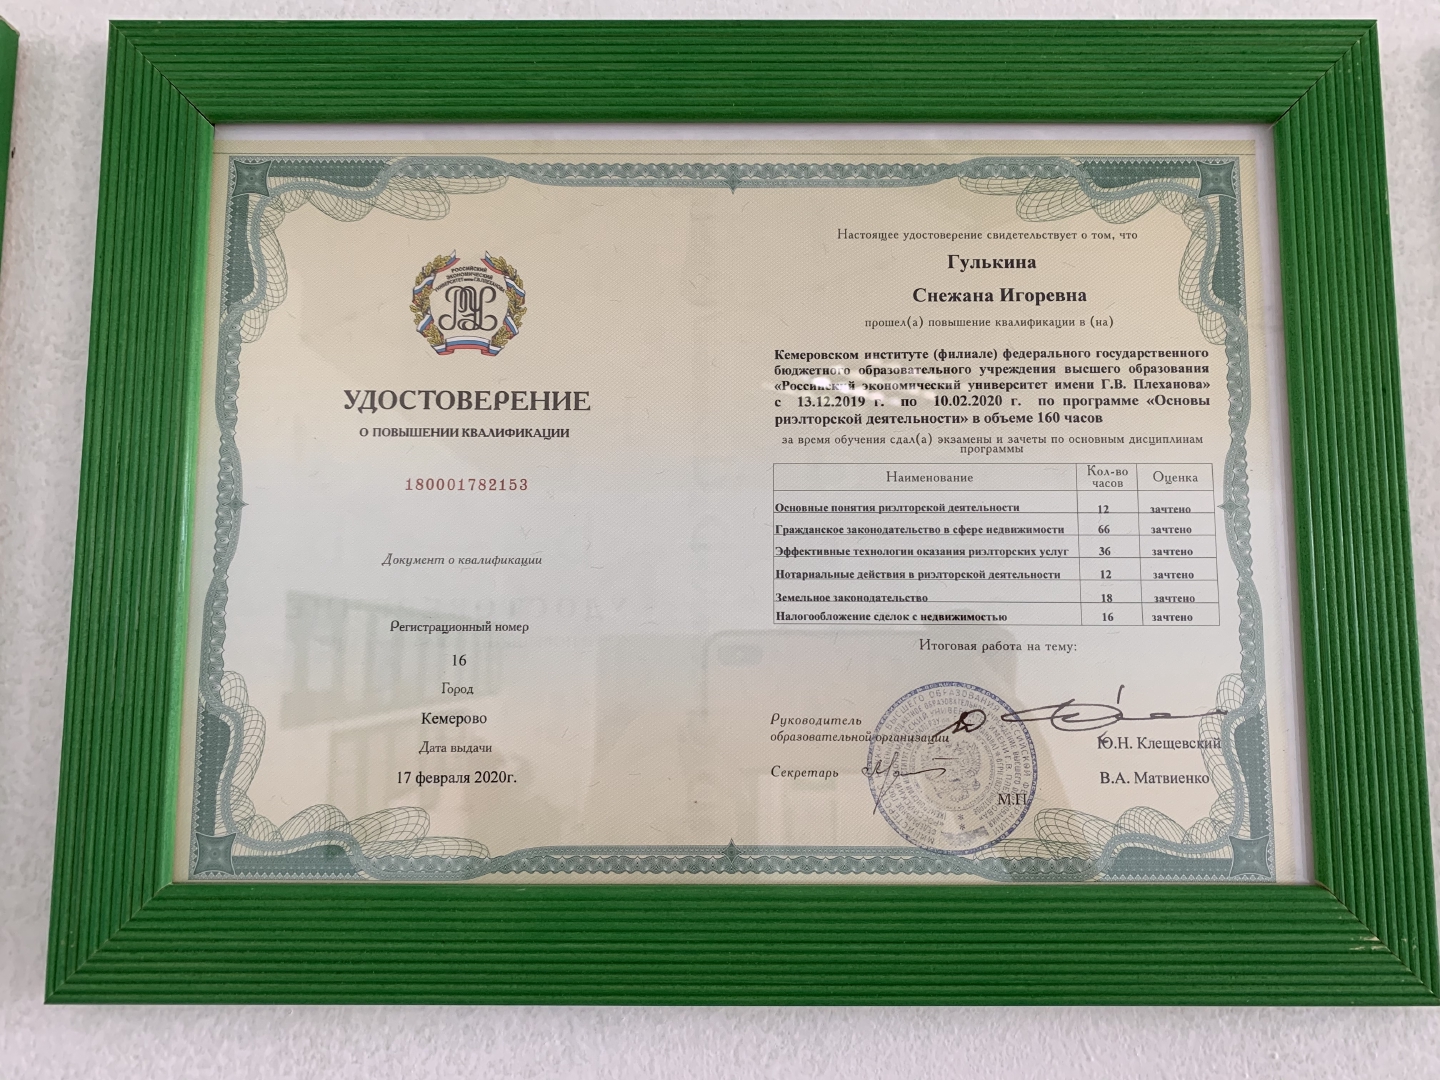 РОССИЙСКИЙ
ЭКОНОМИЧЕСКИЙ
УНИВЕРСИТЕТ имени Г.В.ПЛЕХАНОВА
УДОСТОВЕРЕНИЕ
О ПОВЫШЕНИИ КВАЛИФИКАЦИИ
180001782153
Документ о квалификации
Регистрационный номер
16
Город
Кемерово
Дата выдачи
17 февраля 2020г.
Настоящее удостоверение свидетельствует о том, что
Гулькина
Снежана Игоревна
прошел(а) повышение квалификации в (на)
Кемеровском институте (филиале) федерального государственного
бюджетного образовательного учреждения высшего образования
«Российский экономический университет имени Г.В. Плеханова»
с 13.12.2019 г. по 10.02.2020 г. по программе «Основы
риэлторской деятельности» в объеме 160 часов
за время обучения сдал(а) экзамены и зачеты по основным дисциплинам
программы
Наименование Кол-во часов Оценка
Основные понятия риэлторской деятельности 12 зачтено
Гражданское законодательство в сфере недвижимости 66 зачтено
Эффективные технологии оказания риэлторских услуг 36 зачтено
Нотариальные действия в риэлторской деятельности 12 зачтено
Земельное законодательство 18 зачтено
Налогообложение сделок с недвижимостью 16 зачтено
Итоговая работа на тему:
Руководитель
образовательной организации
Ю.Н. Клещевский
Секретарь
В.А. Матвиенко
М.П.